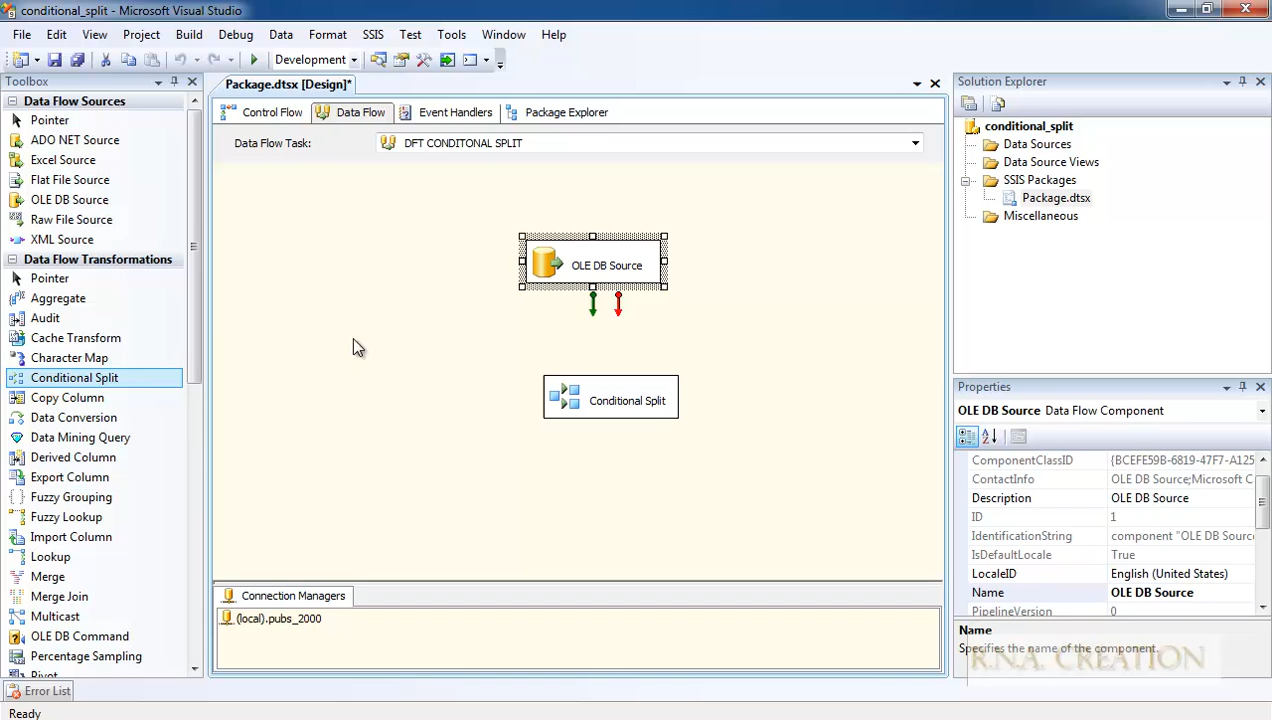 conditional_split - Microsoft Visual Studio
File Edit View Project Build Debug Data Format SSIS Test Tools Window Help
Development
Toolbox
Data Flow Sources
Pointer
ADO NET Source
Excel Source
Flat File Source
OLE DB Source
Raw File Source
XML Source
Data Flow Transformations
Pointer
Aggregate
Audit
Cache Transform
Character Map
Conditional Split
Copy Column
Data Conversion
Data Mining Query
Derived Column
Export Column
Fuzzy Grouping
Fuzzy Lookup
Import Column
Lookup
Merge
Merge Join
Multicast
OLE DB Command
Percentage Sampling
Pivot
Error List
Ready
Package.dtsx [Design]*
Control Flow Data Flow Event Handlers Package Explorer
Data Flow Task: DFT CONDITONAL SPLIT
OLE DB Source
Conditional Split
Connection Managers
(local).pubs_2000
Solution Explorer
conditional_split
Data Sources
Data Source Views
SSIS Packages
Package.dtsx
Miscellaneous
Properties
OLE DB Source Data Flow Component
ComponentClassID {BCEFE59B-6819-47F7-A125
ContactInfo OLE DB Source;Microsoft C
Description OLE DB Source
ID 1
IdentificationString component "OLE DB Source
IsDefaultLocale True
LocaleID English (United States)
Name OLE DB Source
PipelineVersion 0
Name
Specifies the name of the component.
R.N.A. CREATION